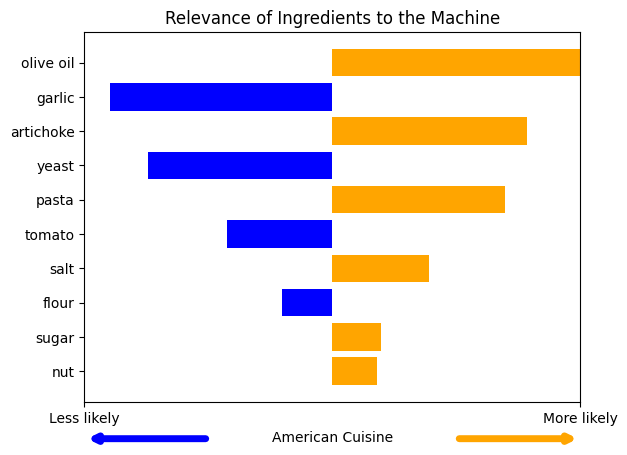 Relevance of Ingredients to the Machine
olive oil
garlic
artichoke
yeast
pasta
tomato
salt
flour
sugar
nut
Less likely
More likely
American Cuisine